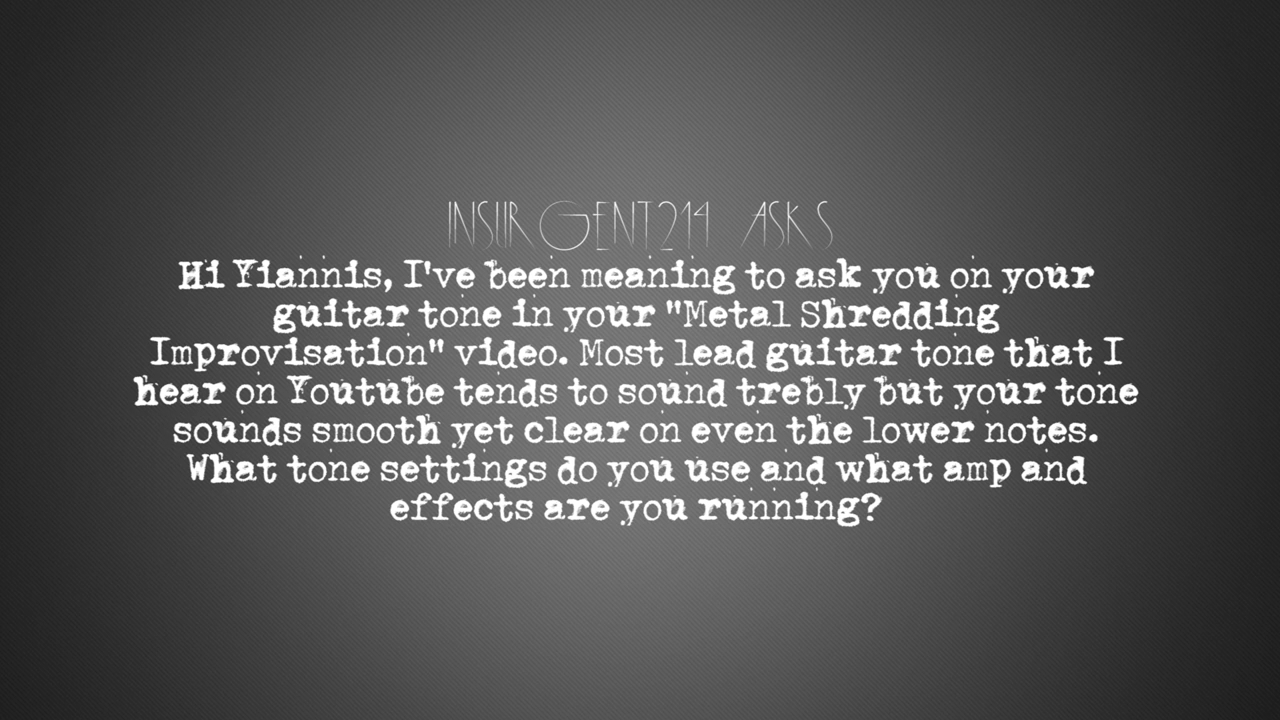 INSURGENT214 ASKS
Hi Yiannis, I've been meaning to ask you on your
guitar tone in your "Metal Shredding
Improvisation" video. Most lead guitar tone that I
hear on Youtube tends to sound trebly but your tone
sounds smooth yet clear on even the lower notes.
What tone settings do you use and what amp and
effects are you running?